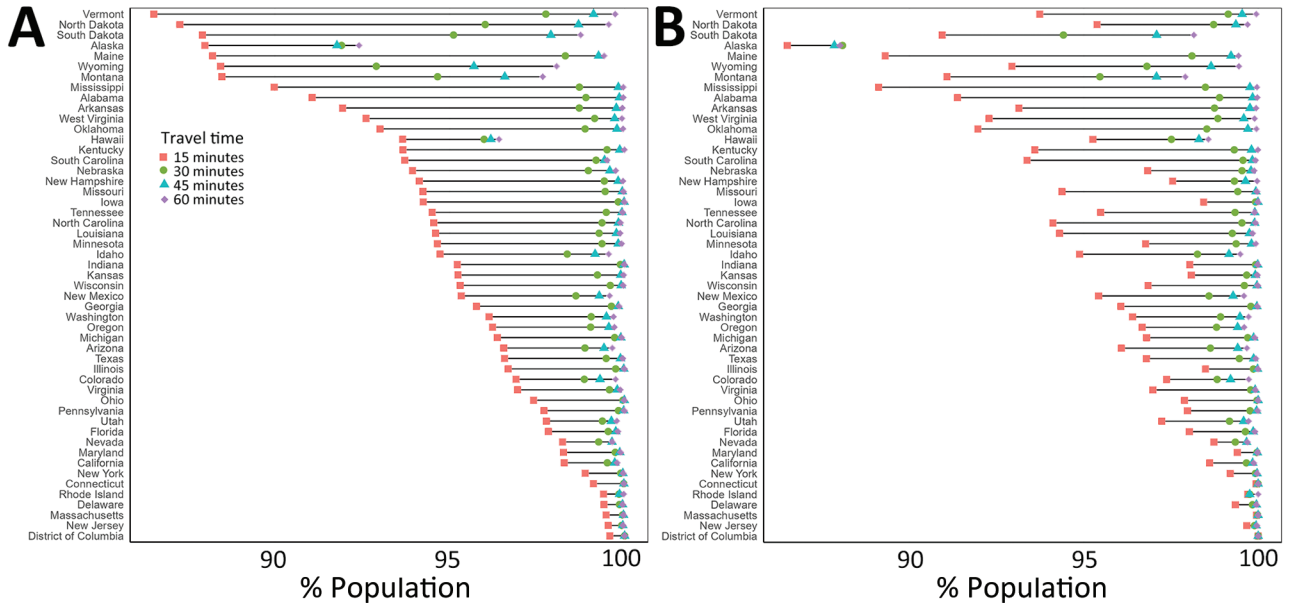 A
Vermont
North Dakota
South Dakota
Alaska
Maine
Wyoming
Montana
Mississippi
Alabama
Arkansas
West Virginia
Oklahoma
Hawaii
Kentucky
South Carolina
Nebraska
New Hampshire
Missouri
Iowa
Tennessee
North Carolina
Louisiana
Minnesota
Idaho
Indiana
Kansas
Wisconsin
New Mexico
Georgia
Washington
Oregon
Michigan
Arizona
Texas
Illinois
Colorado
Virginia
Ohio
Pennsylvania
Utah
Florida
Nevada
Maryland
California
New York
Connecticut
Rhode Island
Delaware
Massachusetts
New Jersey
District of Columbia
Travel time
15 minutes
30 minutes
45 minutes
60 minutes
90 95 100
% Population
B
Vermont
North Dakota
South Dakota
Alaska
Maine
Wyoming
Montana
Mississippi
Alabama
Arkansas
West Virginia
Oklahoma
Hawaii
Kentucky
South Carolina
Nebraska
New Hampshire
Missouri
Iowa
Tennessee
North Carolina
Louisiana
Minnesota
Idaho
Indiana
Kansas
Wisconsin
New Mexico
Georgia
Washington
Oregon
Michigan
Arizona
Texas
Illinois
Colorado
Virginia
Ohio
Pennsylvania
Utah
Florida
Nevada
Maryland
California
New York
Connecticut
Rhode Island
Delaware
Massachusetts
New Jersey
District of Columbia
90 95 100
% Population